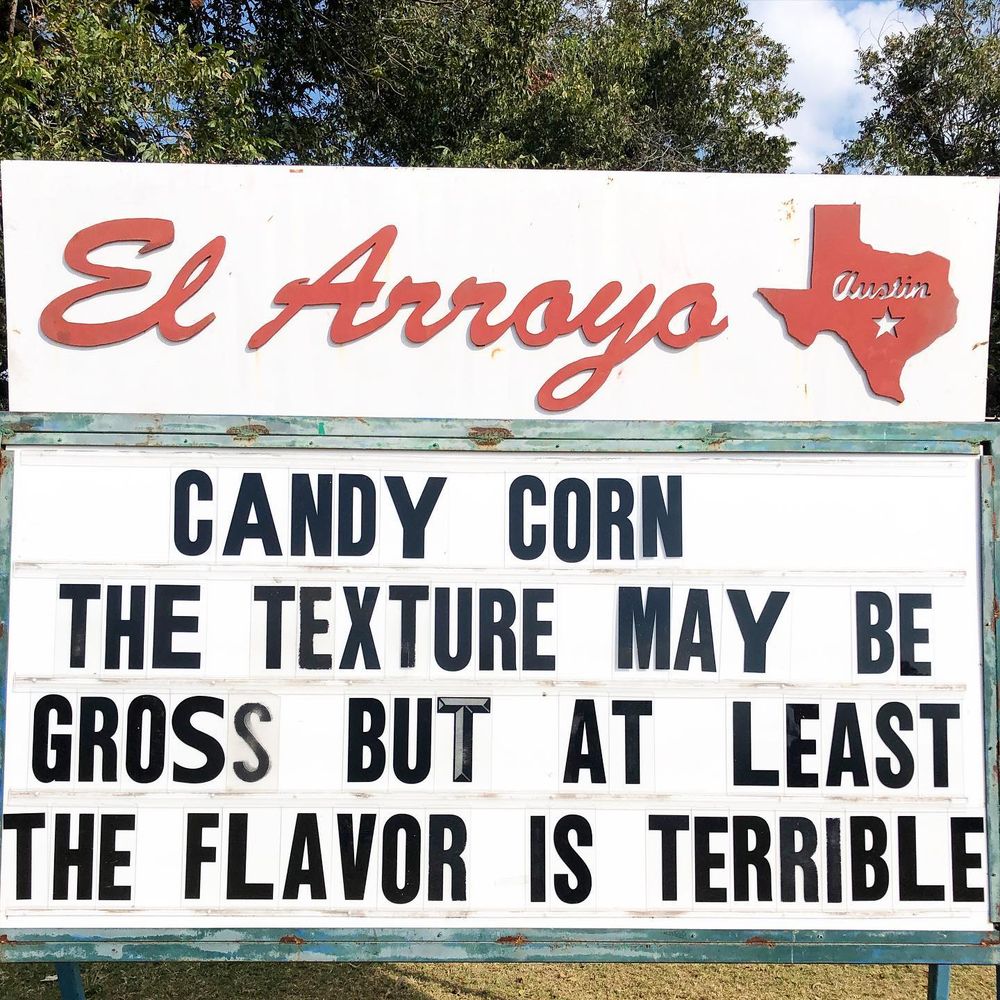 El Arroyo
Austin
CANDY CORN
THE TEXTURE MAY BE
GROSS BUT AT LEAST
THE FLAVOR IS TERRIBLE